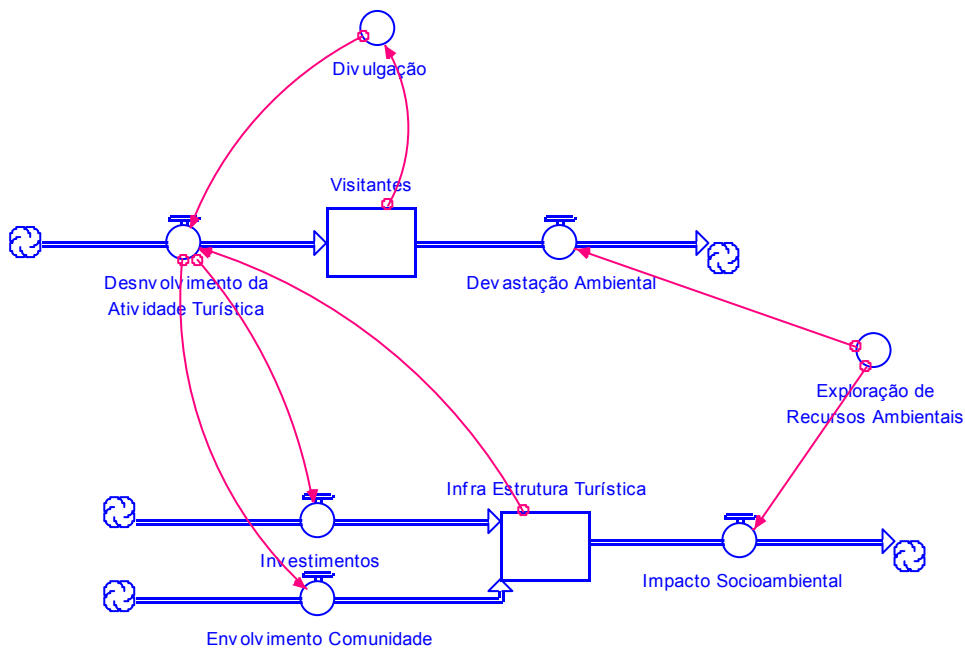 Divulgação
Visitantes
Desnvolvimento da
Atividade Turística
Devastação Ambiental
Exploração de
Recursos Ambientais
Infra Estrutura Turística
Investimentos
Impacto Socioambiental
Envolvimento Comunidade